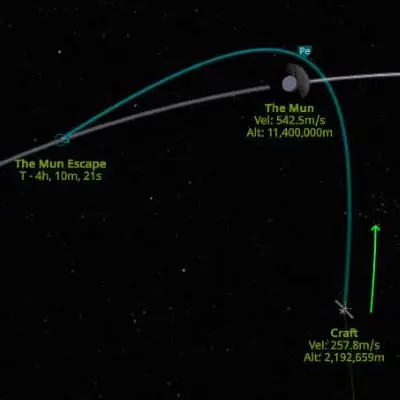 Pe
The Mun
Vel: 542.5m/s
Alt: 11,400,000m
The Mun Escape
T - 4h, 10m, 21s
Craft
Vel: 257.8m/s
Alt: 2,192,659m